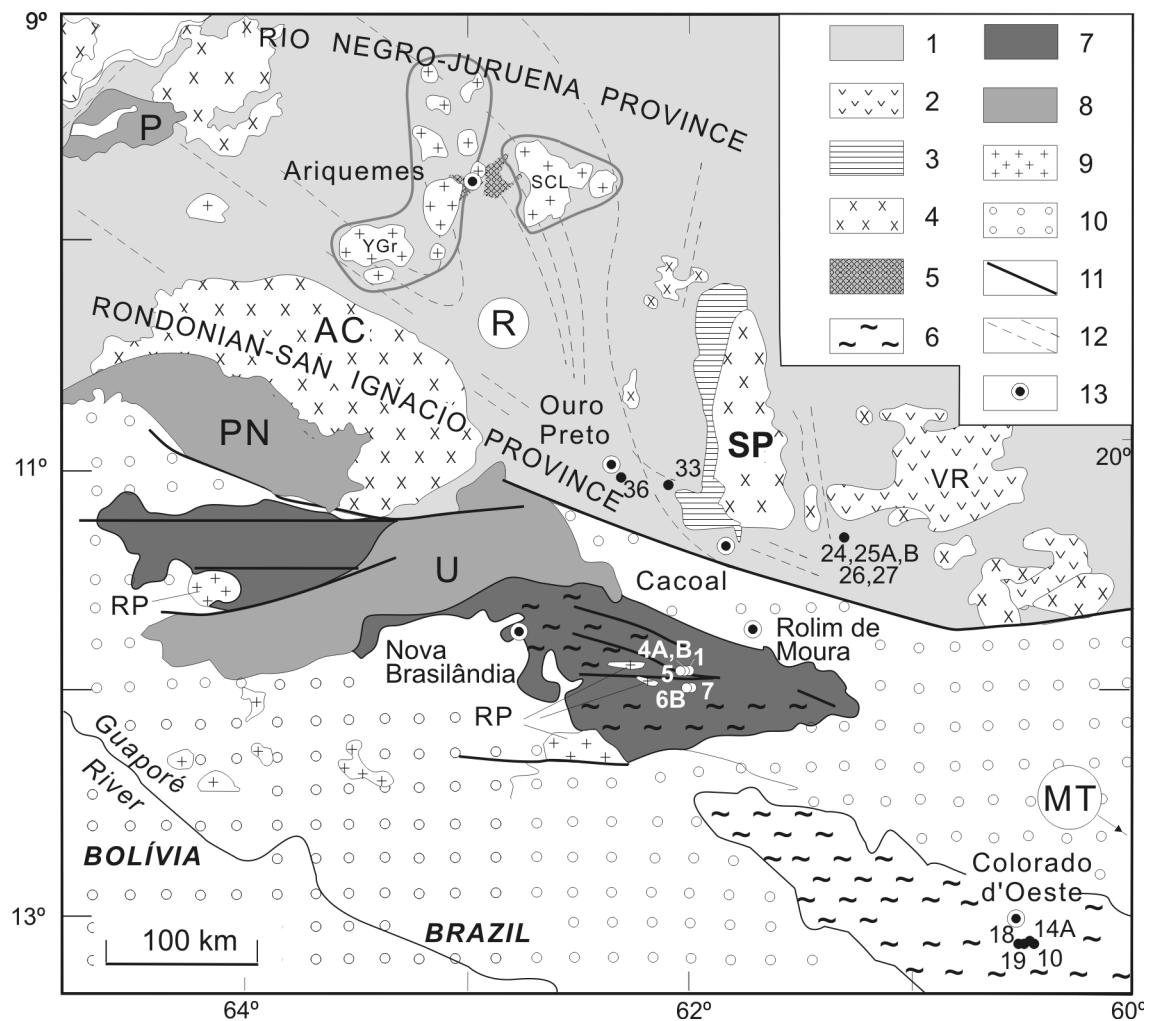 9º
RIO NEGRO-JURUENA PROVINCE
P
Ariquemes
SCL
YGr
RONDONIAN-SAN IGNACIO PROVINCE
AC
R
PN
Ouro
Preto
SP
VR
20º
11º
36
33
24,25A,B
26,27
U
Cacoal
RP
Nova
Brasilândia
Rolim de
Moura
4A,B
1
5
6B
7
RP
Guaporé
River
MT
BOLÍVIA
Colorado
d'Oeste
13º
BRAZIL
100 km
18
14A
19
10
64º
62º
60º
1
2
3
4
5
6
7
8
9
10
11
12
13